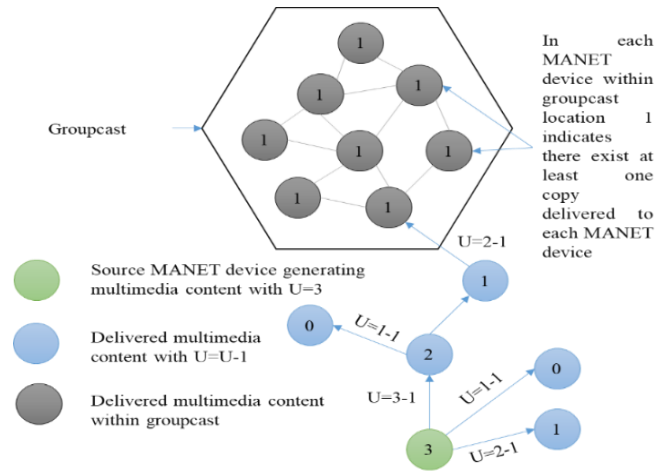 1
1
1
1
1
1
1
1
Groupcast
In each
MANET
device within
groupcast
location 1
indicates
there exist at
least one
copy
delivered to
each MANET
device
U=2-1
1
Source MANET device generating
multimedia content with U=3
0
U=1-1
Delivered multimedia
content with U=U-1
2
U=3-1
U=1-1
0
Delivered multimedia content
within groupcast
3
U=2-1
1